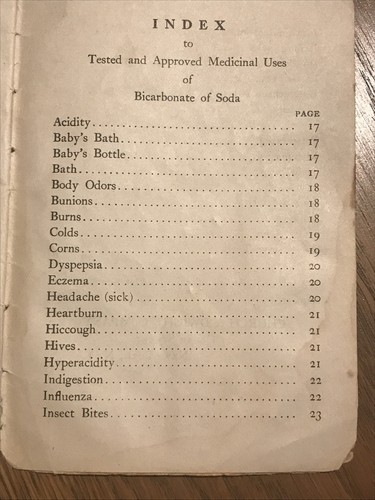 INDEX
to
Tested and Approved Medicinal Uses
of
Bicarbonate of Soda
PAGE
Acidity 17
Baby's Bath 17
Baby's Bottle 17
Bath 17
Body Odors 18
Bunions 18
Burns 18
Colds 19
Corns 19
Dyspepsia 20
Eczema 20
Headache (sick) 20
Heartburn 21
Hiccough 21
Hives 21
Hyperacidity 21
Indigestion 22
Influenza 22
Insect Bites 23